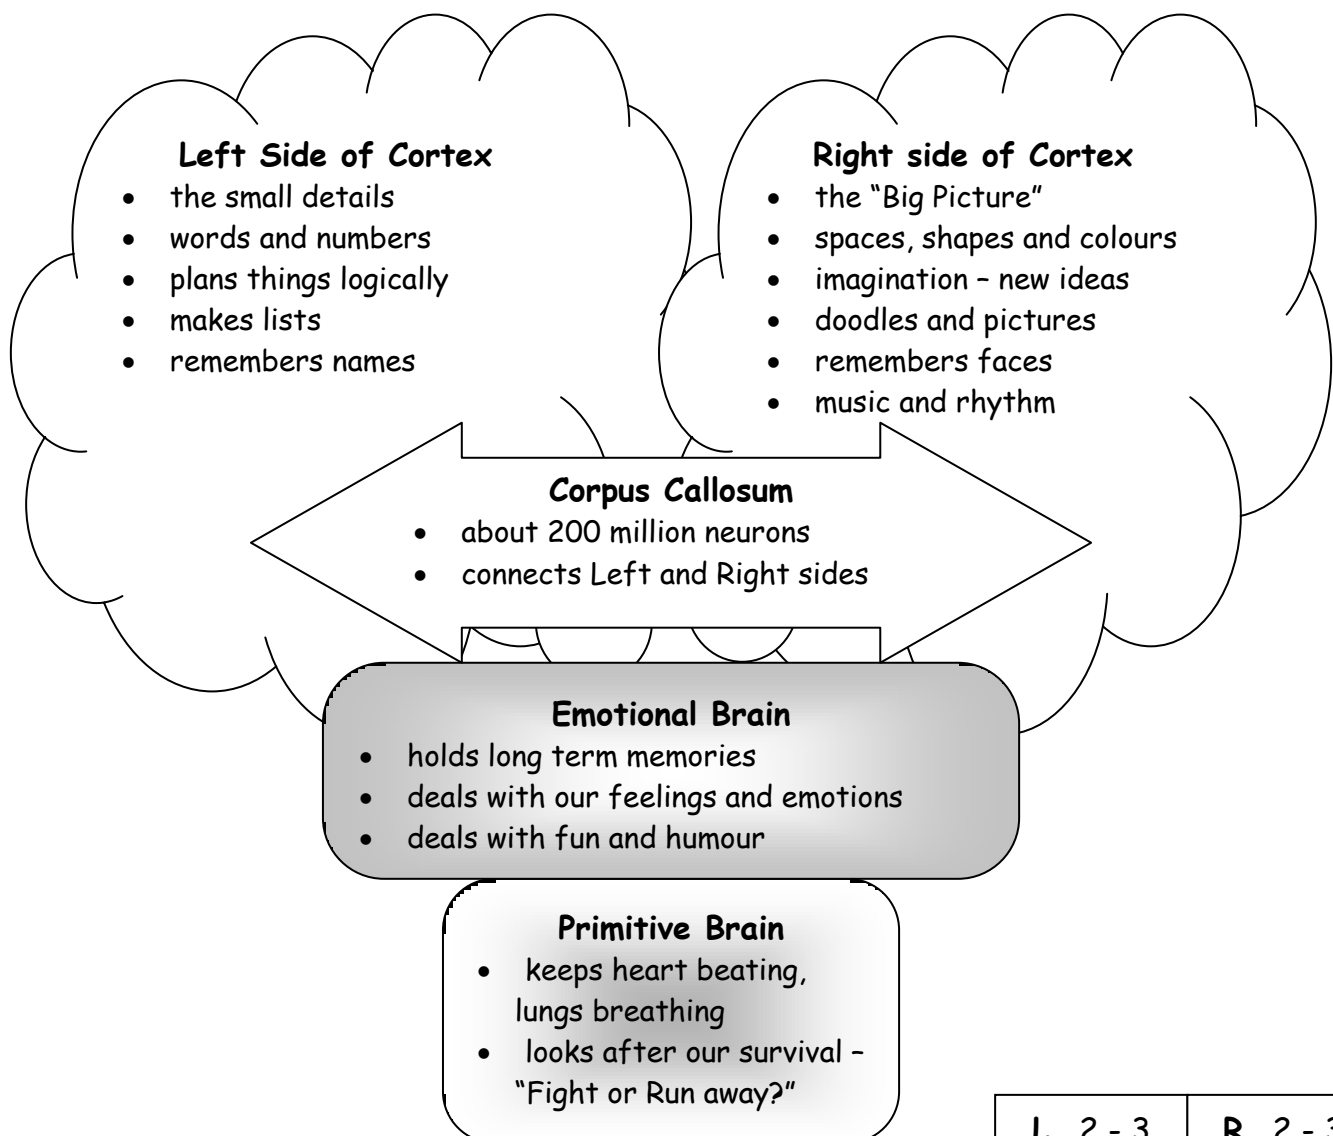 Left Side of Cortex
• the small details
• words and numbers
• plans things logically
• makes lists
• remembers names
Right side of Cortex
• the “Big Picture”
• spaces, shapes and colours
• imagination – new ideas
• doodles and pictures
• remembers faces
• music and rhythm
Corpus Callosum
• about 200 million neurons
• connects Left and Right sides
Emotional Brain
• holds long term memories
• deals with our feelings and emotions
• deals with fun and humour
Primitive Brain
• keeps heart beating,
lungs breathing
• looks after our survival –
“Fight or Run away?”
L 2 - 3
R 2 - 3